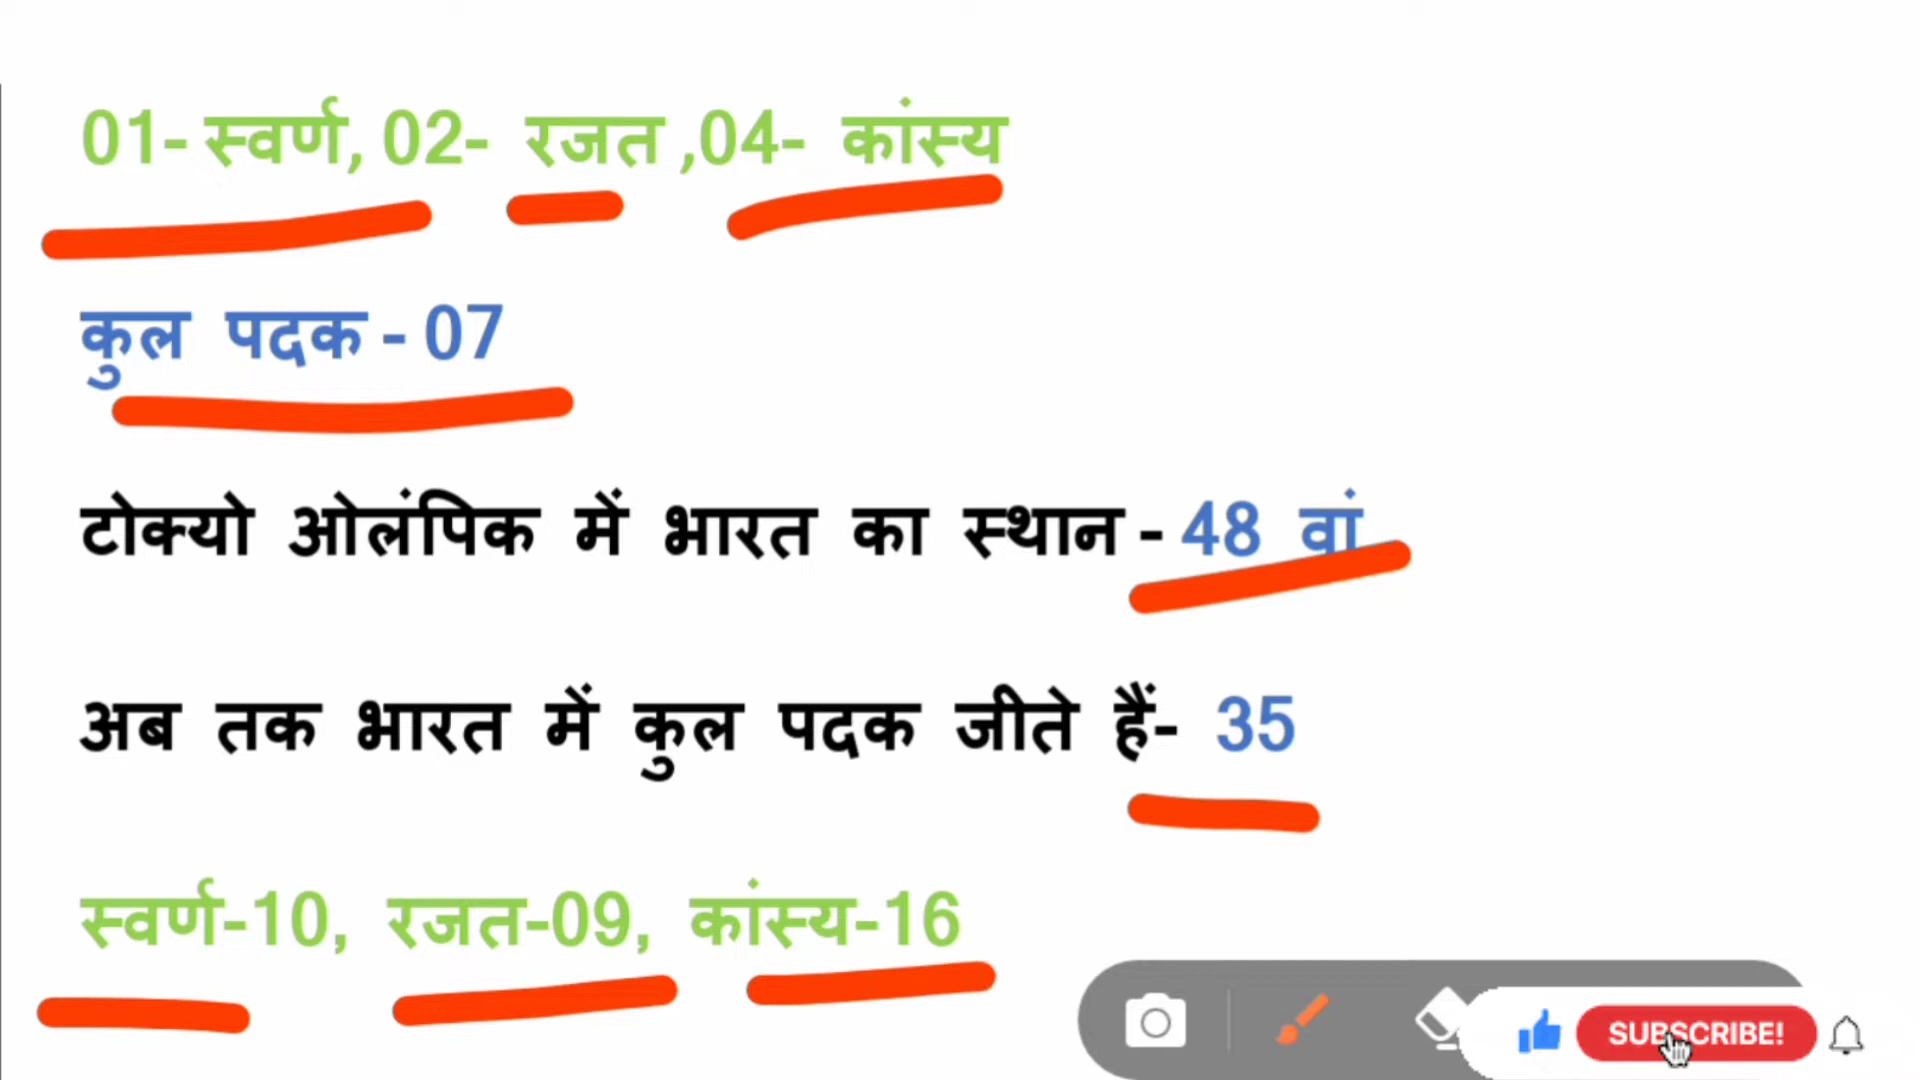 01- स्वर्ण, 02- रजत ,04- कांस्य
कुल पदक - 07
टोक्यो ओलंपिक में भारत का स्थान - 48 वां
अब तक भारत में कुल पदक जीते हैं- 35
स्वर्ण-10, रजत-09, कांस्य-16
SUBSCRIBE!